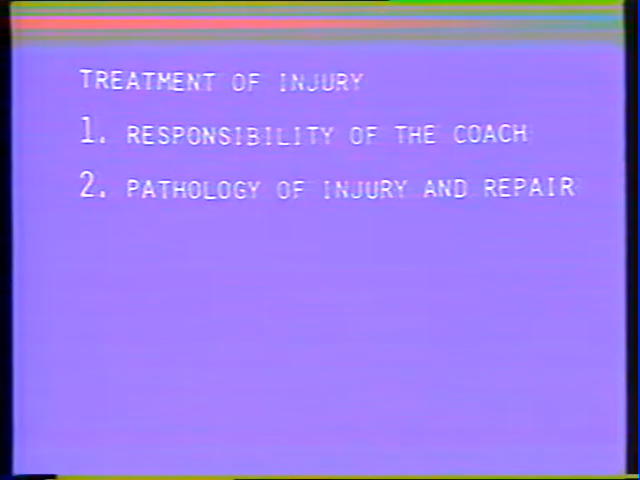 TREATMENT OF INJURY
1. RESPONSIBILITY OF THE COACH
2. PATHOLOGY OF INJURY AND REPAIR